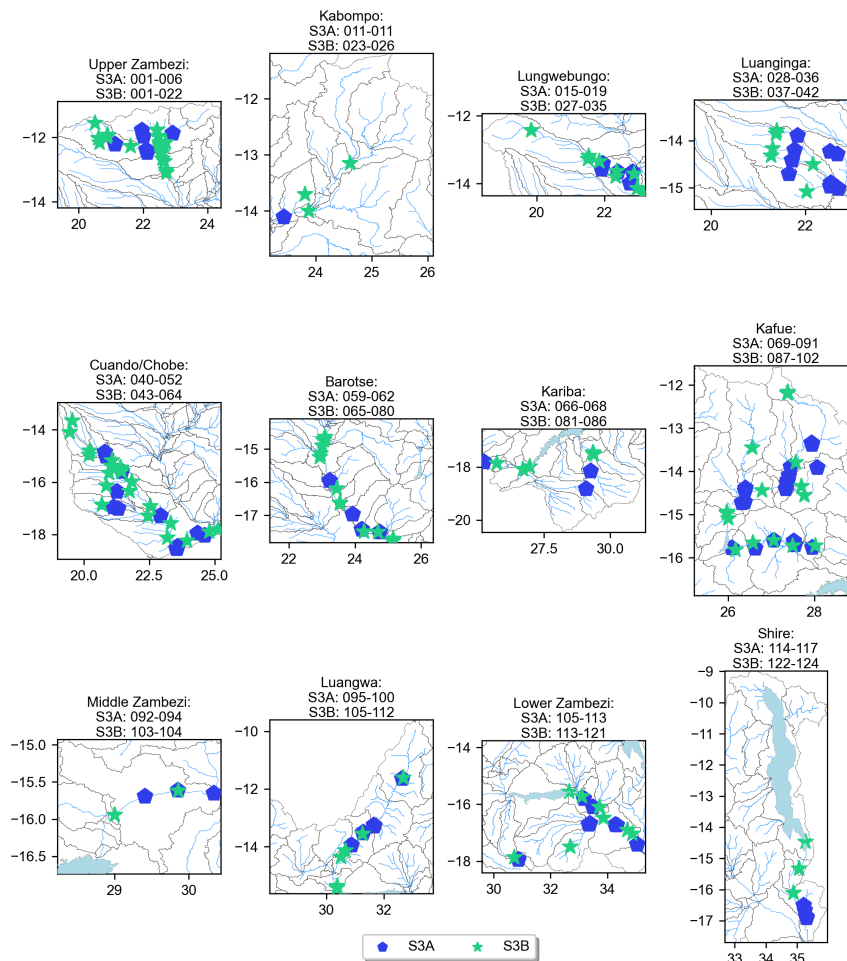 Upper Zambezi:
S3A: 001-006
S3B: 001-022
−12
−14
20
22
24
Kabompo:
S3A: 011-011
S3B: 023-026
−12
−13
−14
24
25
26
Lungwebungo:
S3A: 015-019
S3B: 027-035
−12
−14
20
22
Luanginga:
S3A: 028-036
S3B: 037-042
−14
−15
20
22
Cuando/Chobe:
S3A: 040-052
S3B: 043-064
−14
−16
−18
20.0
22.5
25.0
Barotse:
S3A: 059-062
S3B: 065-080
−15
−16
−17
22
24
26
Kariba:
S3A: 066-068
S3B: 081-086
−18
−20
27.5
30.0
Kafue:
S3A: 069-091
S3B: 087-102
−12
−13
−14
−15
−16
26
28
Middle Zambezi:
S3A: 092-094
S3B: 103-104
−15.0
−15.5
−16.0
−16.5
29
30
Luangwa:
S3A: 095-100
S3B: 105-112
−10
−12
−14
30
32
Lower Zambezi:
S3A: 105-113
S3B: 113-121
−14
−16
−18
30
32
34
Shire:
S3A: 114-117
S3B: 122-124
−9
−10
−11
−12
−13
−14
−15
−16
−17
33
34
35
S3A
S3B